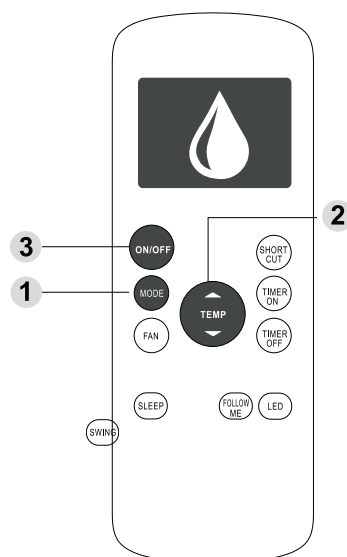 2
3
ON/OFF
SHORT
CUT
1
MODE
TEMP
TIMER
ON
FAN
TIMER
OFF
SLEEP
FOLLOW
ME
LED
SWING